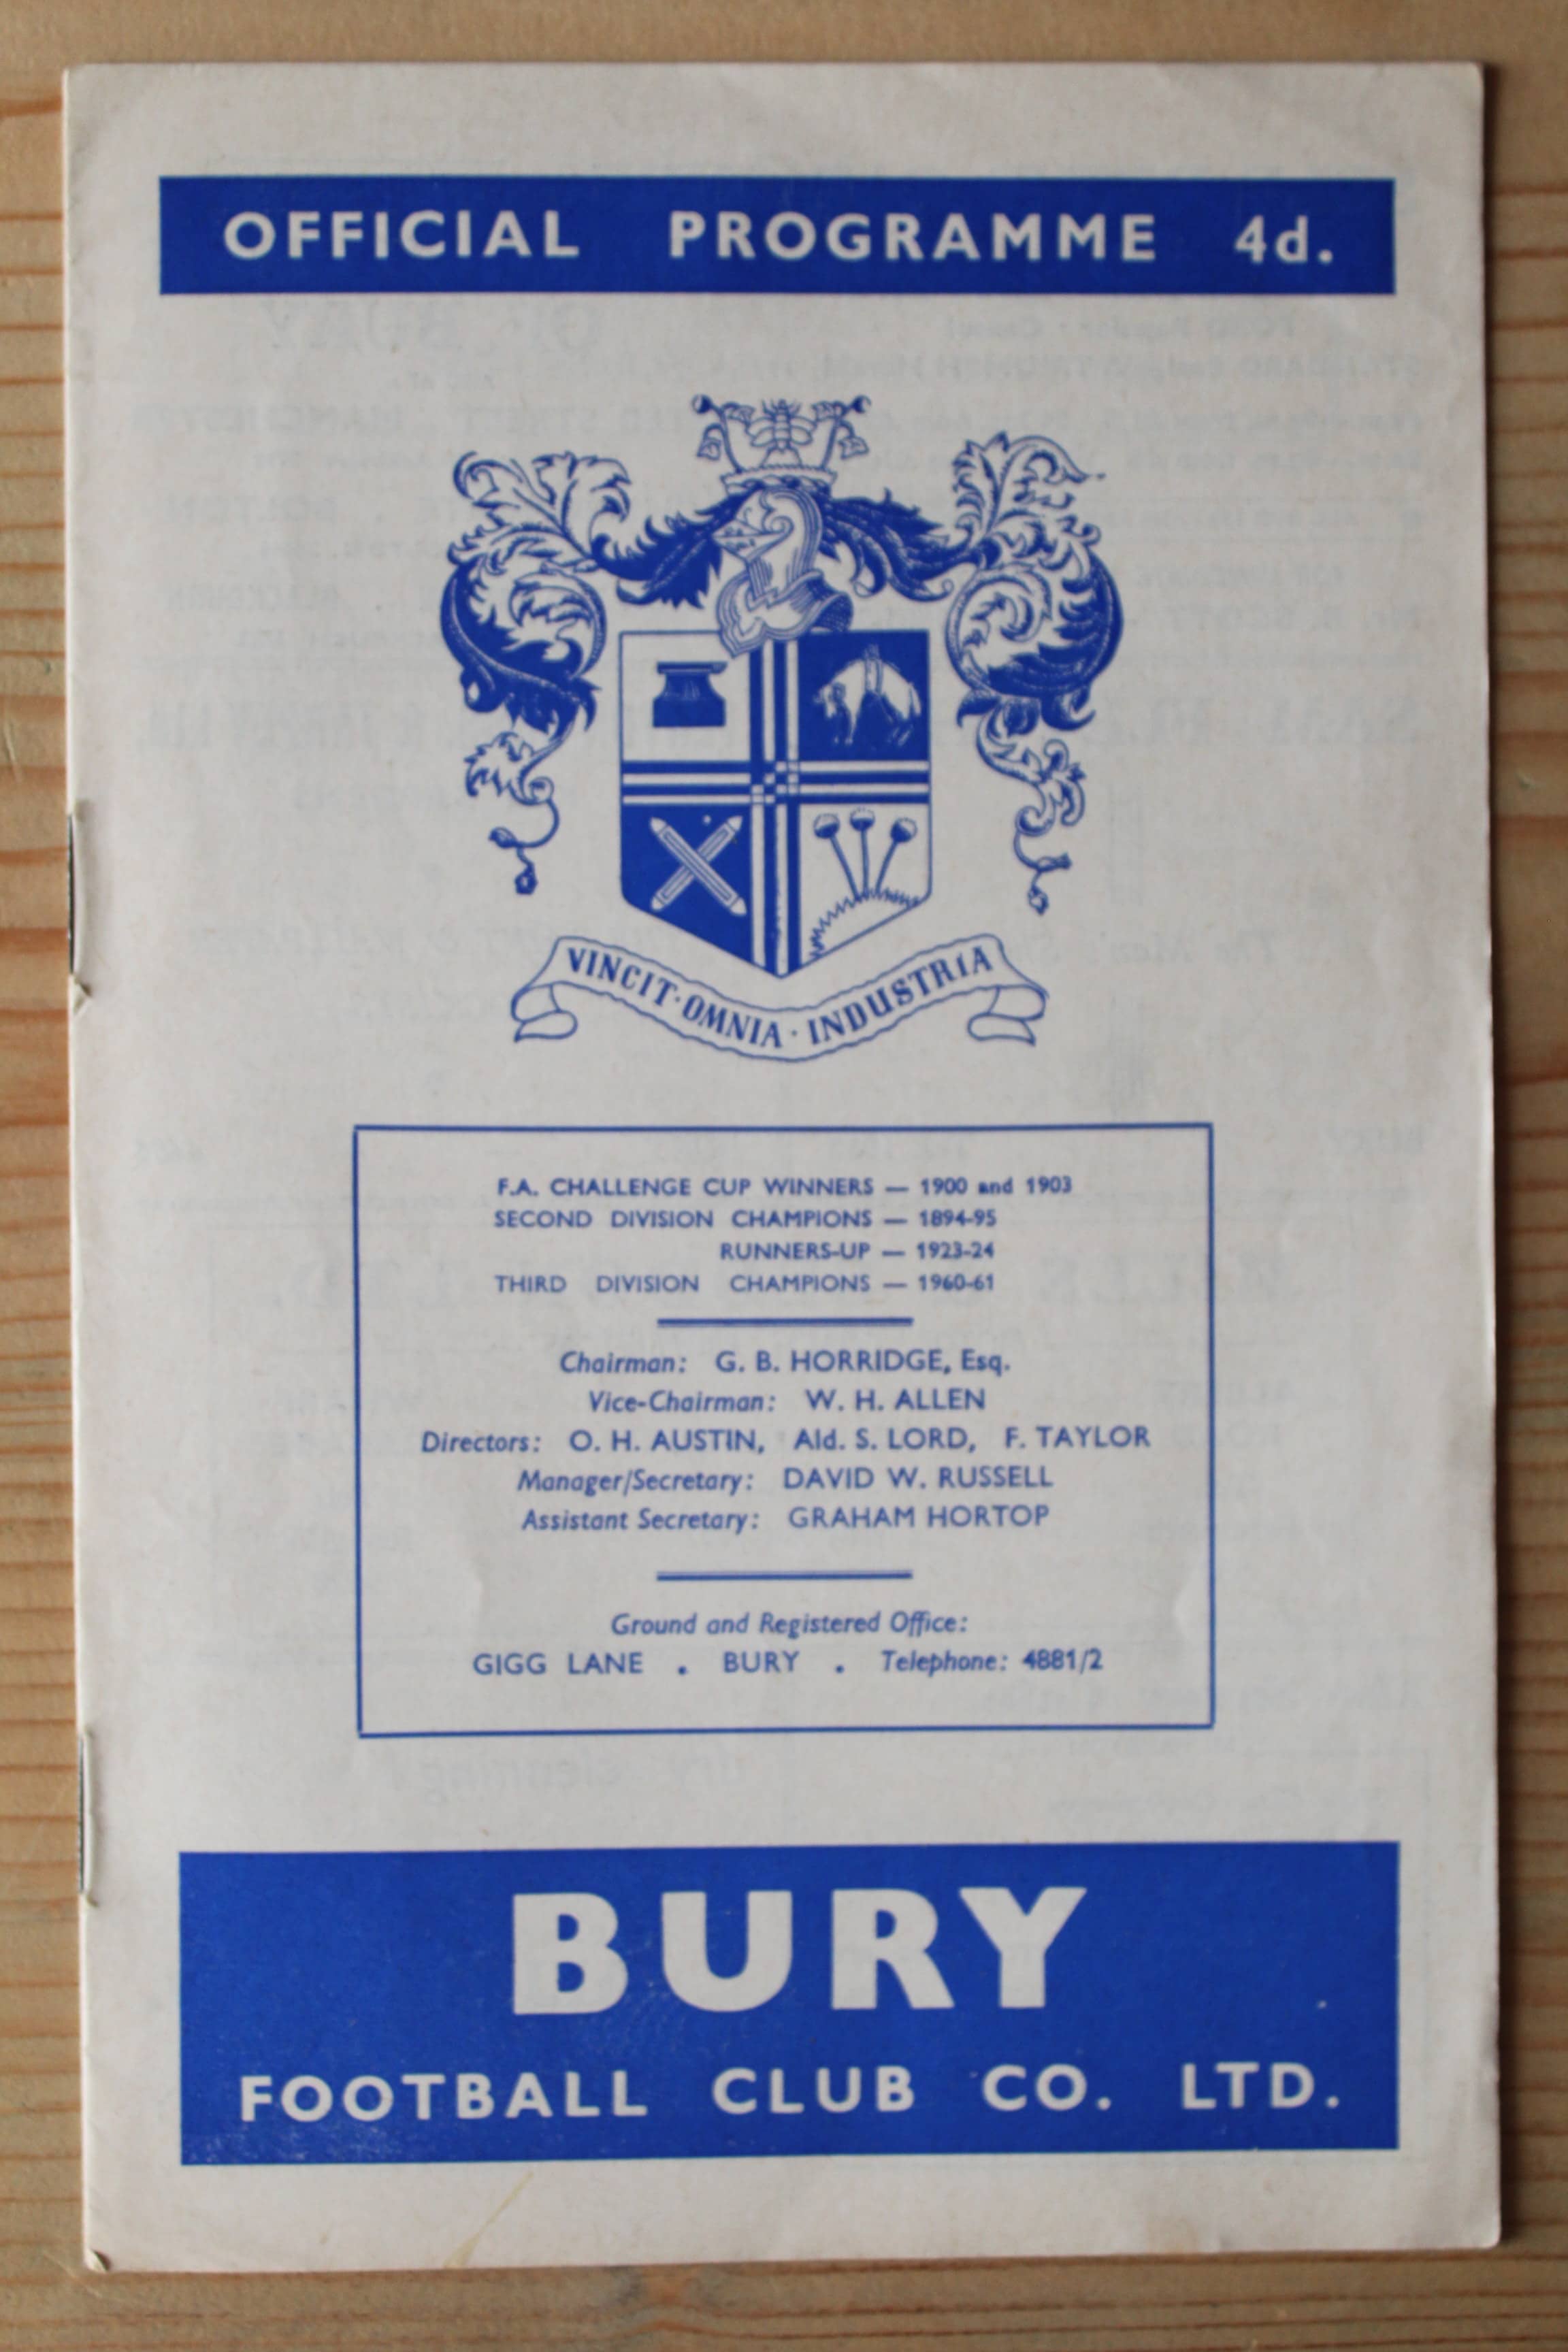 OFFICIAL PROGRAMME 4d.
VINCIT · OMNIA · INDUSTRIA
F.A. CHALLENGE CUP WINNERS — 1900 and 1903
SECOND DIVISION CHAMPIONS — 1894-95
RUNNERS-UP — 1923-24
THIRD DIVISION CHAMPIONS — 1960-61
Chairman: G. B. HORRIDGE, Esq.
Vice-Chairman: W. H. ALLEN
Directors: O. H. AUSTIN, Ald. S. LORD, F. TAYLOR
Manager/Secretary: DAVID W. RUSSELL
Assistant Secretary: GRAHAM HORTOP
Ground and Registered Office:
GIGG LANE . BURY . Telephone: 4881/2
BURY
FOOTBALL CLUB CO. LTD.